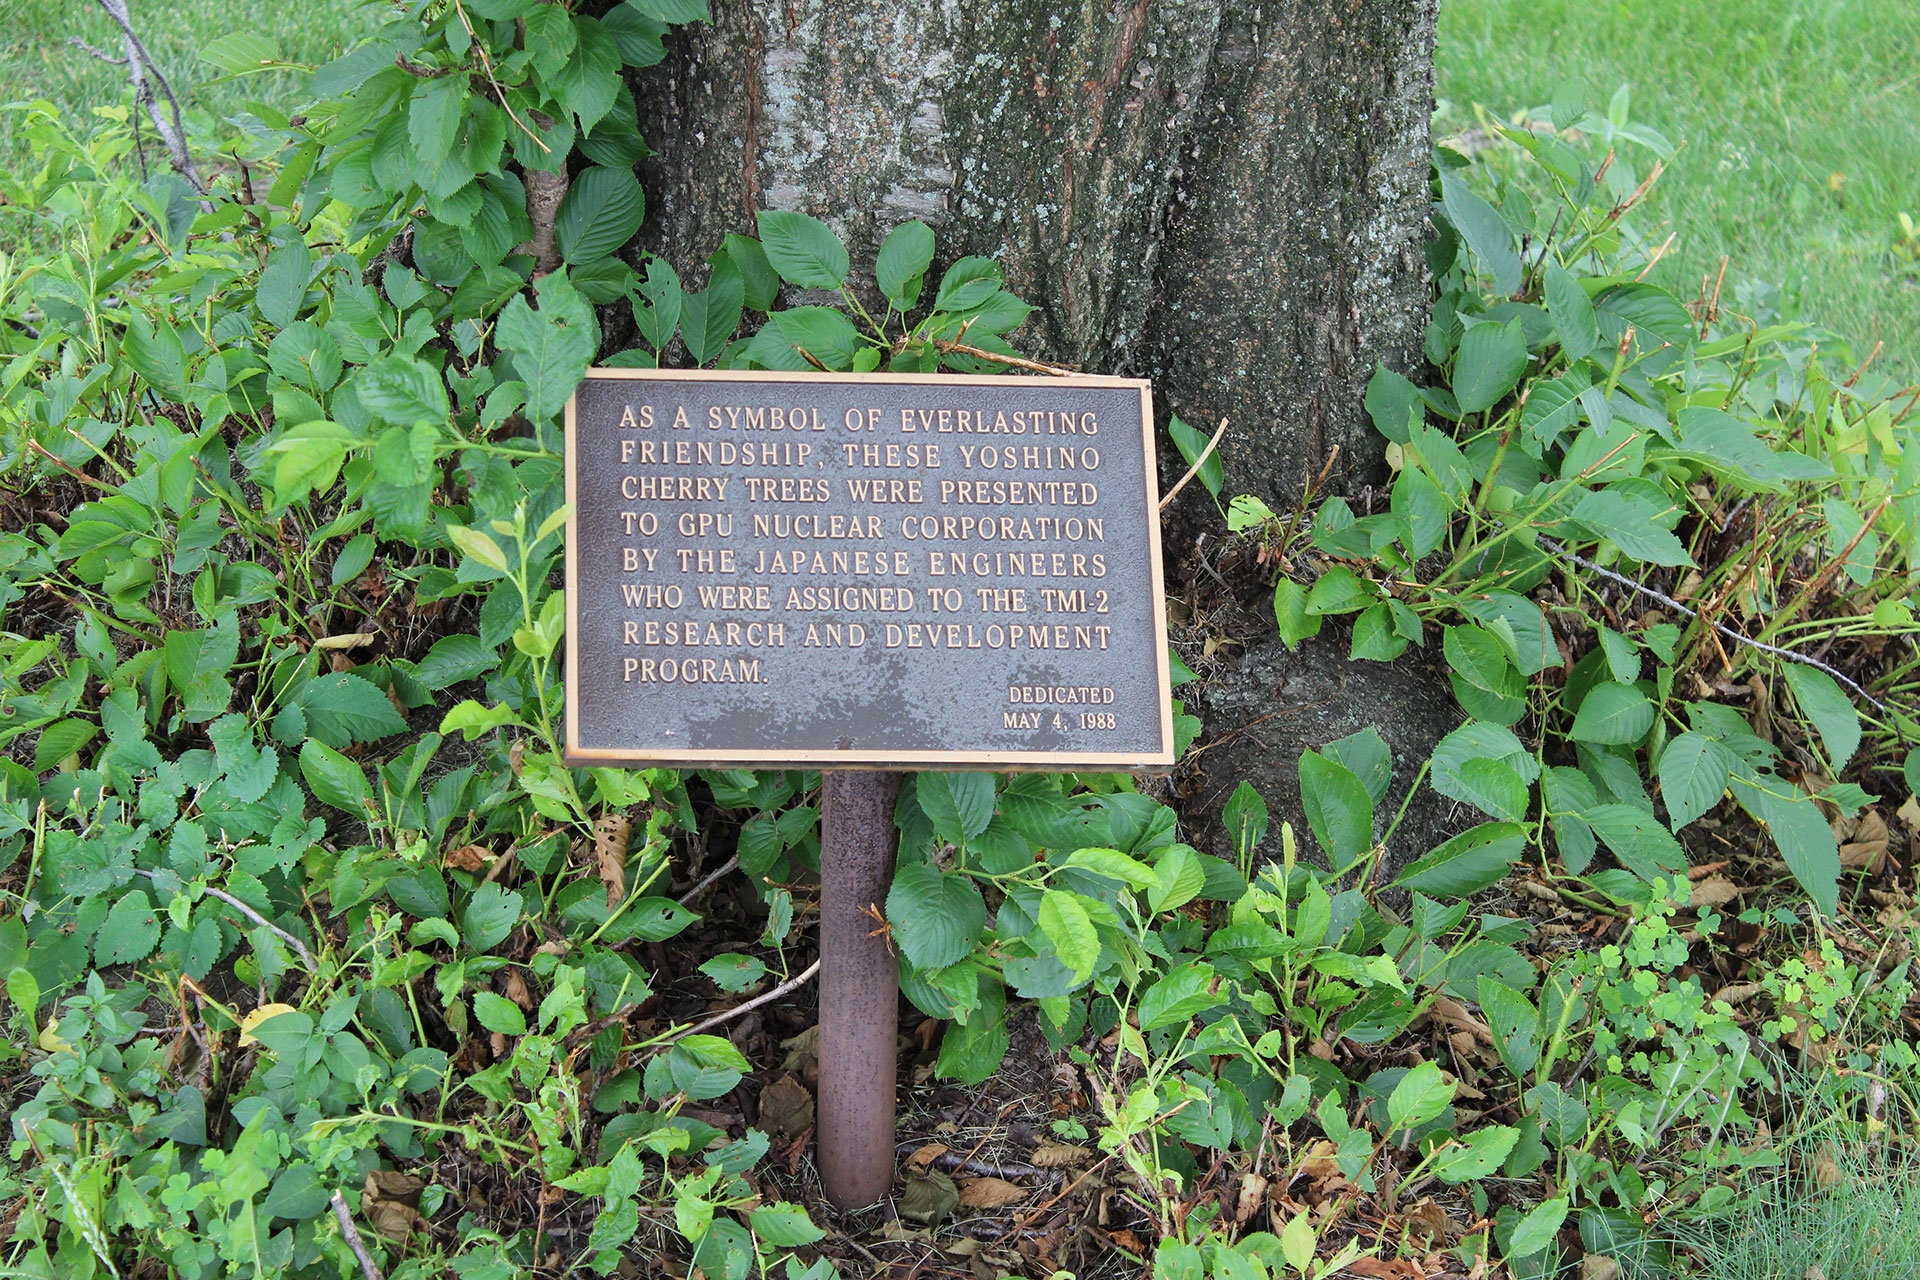 AS A SYMBOL OF EVERLASTING
FRIENDSHIP, THESE YOSHINO
CHERRY TREES WERE PRESENTED
TO GPU NUCLEAR CORPORATION
BY THE JAPANESE ENGINEERS
WHO WERE ASSIGNED TO THE TMI-2
RESEARCH AND DEVELOPMENT
PROGRAM.
DEDICATED
MAY 4, 1988